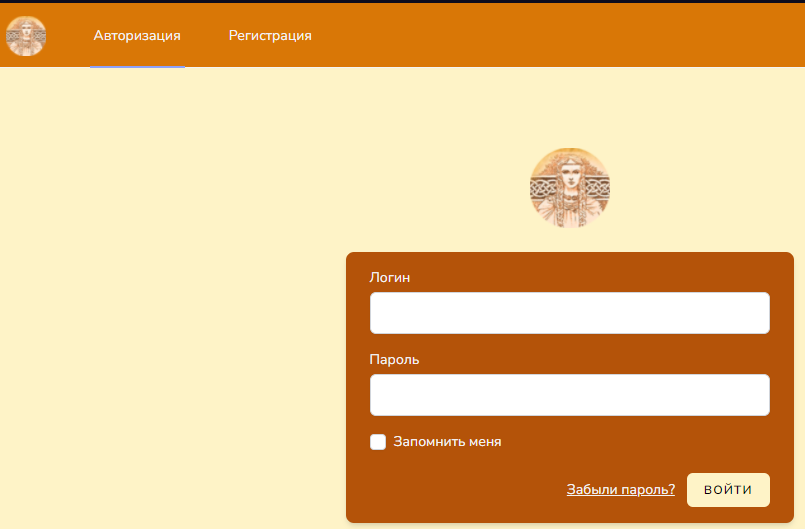 Авторизация Регистрация
Логин
Пароль
Запомнить меня
Забыли пароль? ВОЙТИ